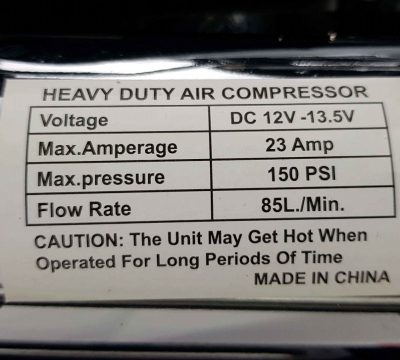 HEAVY DUTY AIR COMPRESSOR
Voltage DC 12V -13.5V
Max.Amperage 23 Amp
Max.pressure 150 PSI
Flow Rate 85L./Min.
CAUTION: The Unit May Get Hot When
Operated For Long Periods Of Time
MADE IN CHINA